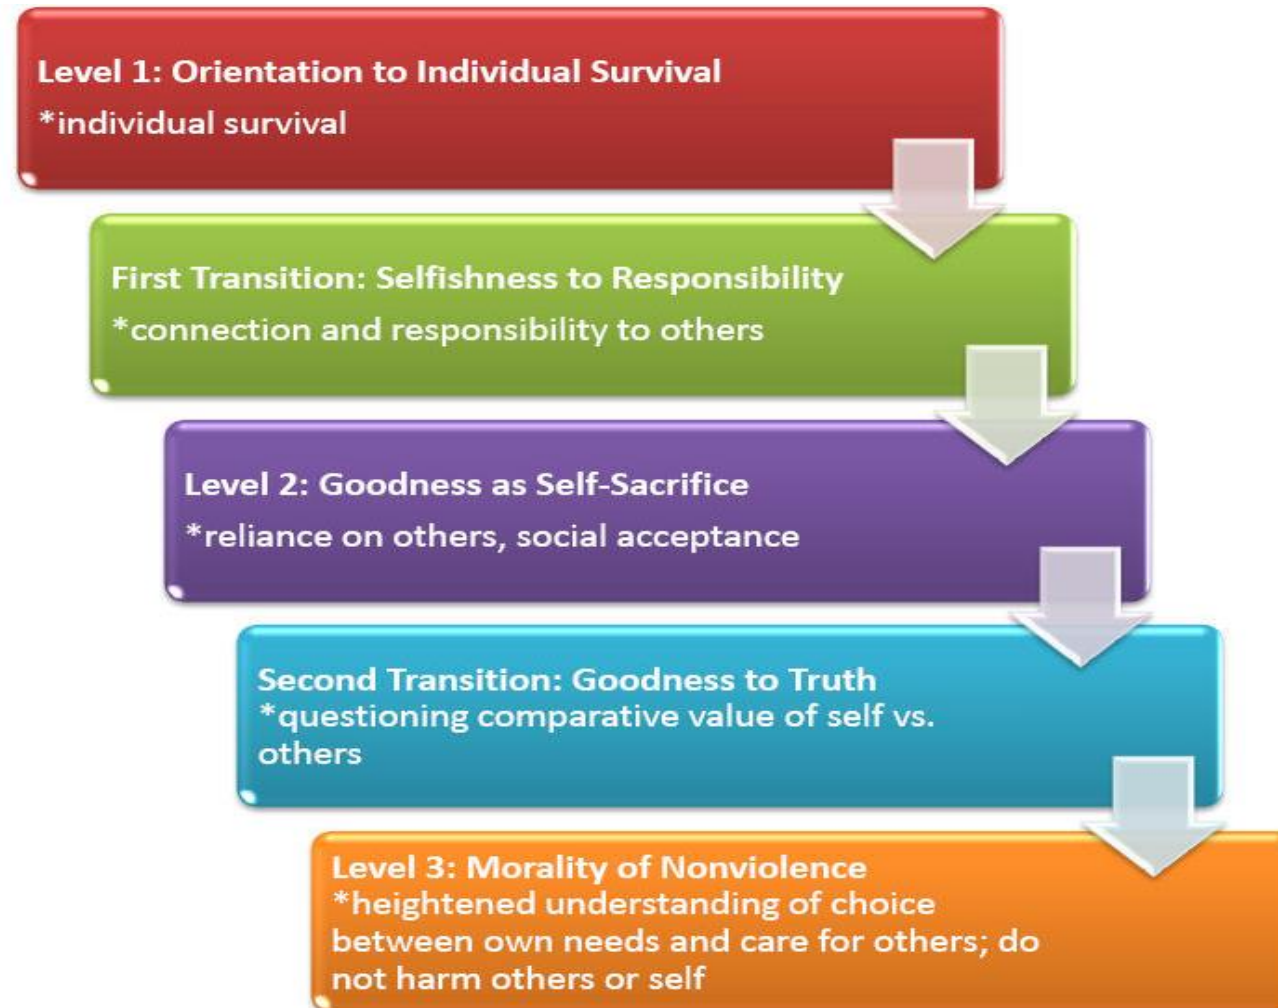 Level 1: Orientation to Individual Survival
*individual survival
First Transition: Selfishness to Responsibility
*connection and responsibility to others
Level 2: Goodness as Self-Sacrifice
*reliance on others, social acceptance
Second Transition: Goodness to Truth
*questioning comparative value of self vs.
others
Level 3: Morality of Nonviolence
*heightened understanding of choice
between own needs and care for others; do
not harm others or self